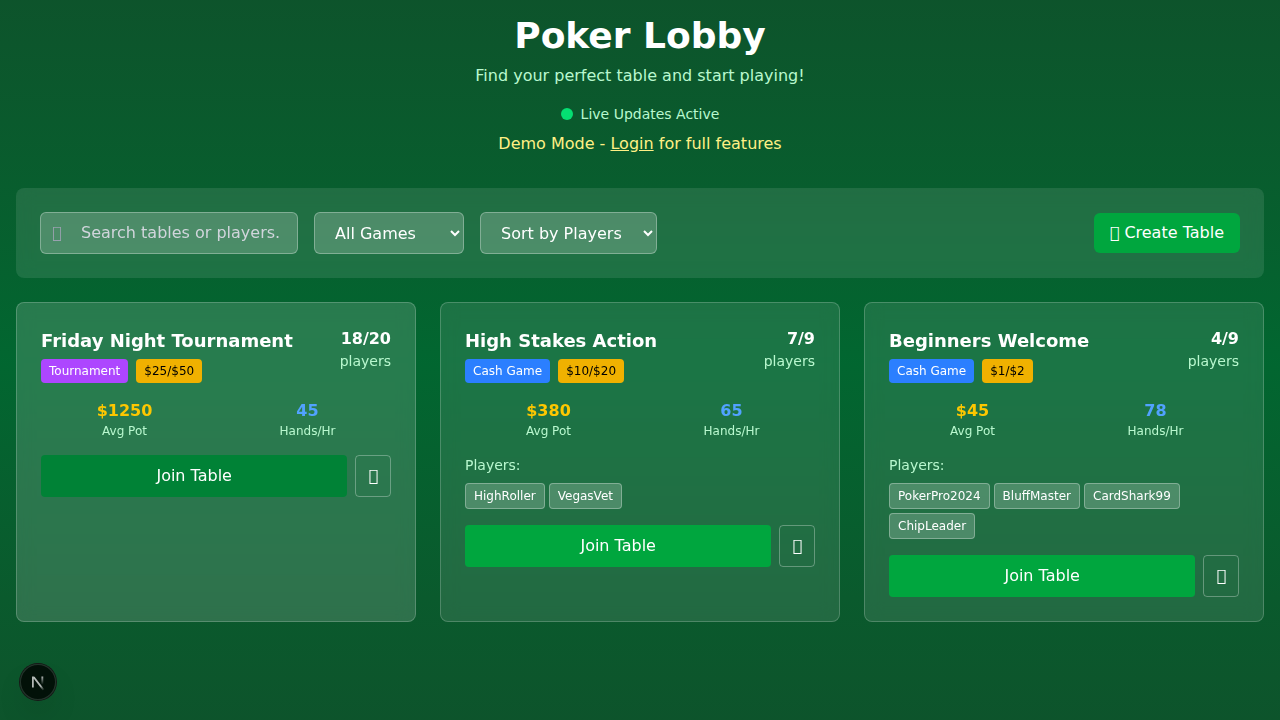 Poker Lobby
Find your perfect table and start playing!
Live Updates Active
Demo Mode - Login for full features
Search tables or players.
All Games
Sort by Players
Create Table
Friday Night Tournament
18/20
players
Tournament
$25/$50
$1250
45
Avg Pot
Hands/Hr
Join Table
High Stakes Action
7/9
players
Cash Game
$10/$20
$380
65
Avg Pot
Hands/Hr
Players:
HighRoller
VegasVet
Join Table
Beginners Welcome
4/9
players
Cash Game
$1/$2
$45
78
Avg Pot
Hands/Hr
Players:
PokerPro2024
BluffMaster
CardShark99
ChipLeader
Join Table
N